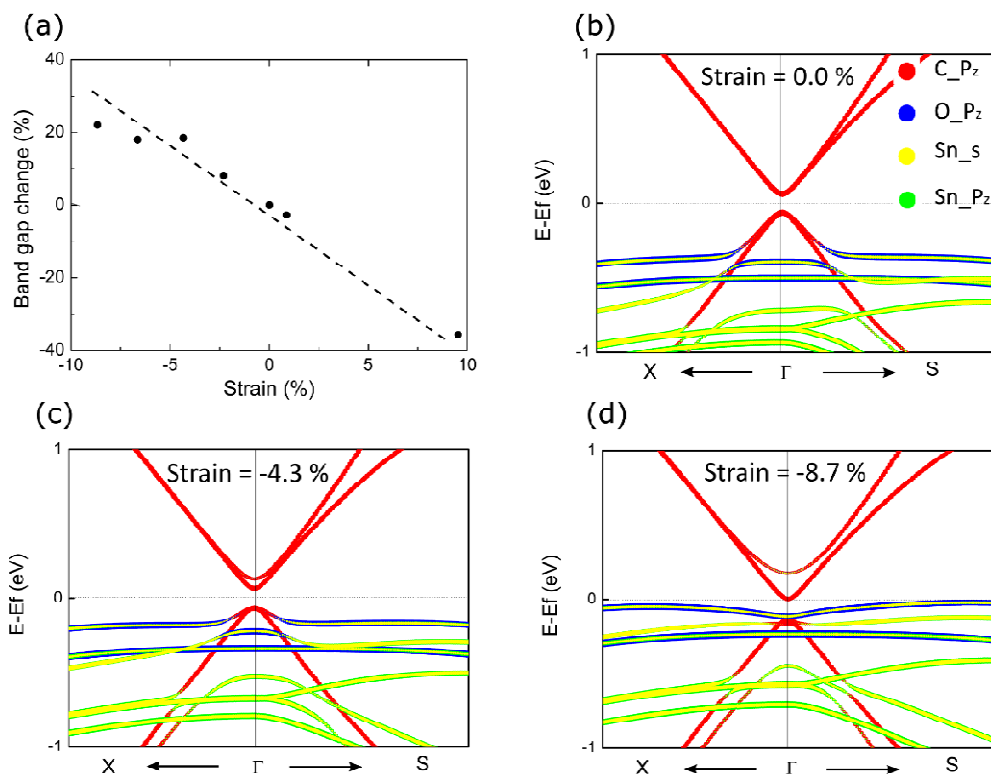 (a)
40
20
0
-20
-40
-10
-5
0
5
10
Band gap change (%)
Strain (%)
(b)
Strain = 0.0 %
C_Pz
O_Pz
Sn_s
Sn_Pz
1
0
-1
E-Ef (eV)
X
Γ
S
(c)
Strain = -4.3 %
1
0
-1
E-Ef (eV)
X
Γ
S
(d)
Strain = -8.7 %
1
0
-1
E-Ef (eV)
X
Γ
S